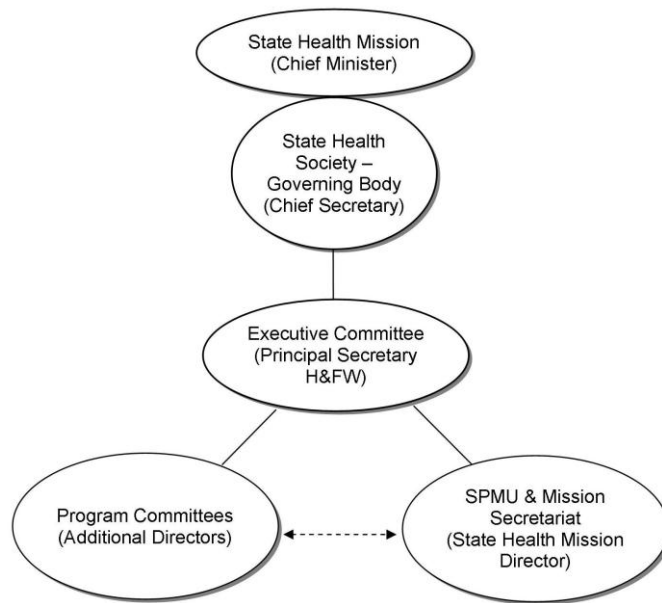 State Health Mission
(Chief Minister)
State Health
Society –
Governing Body
(Chief Secretary)
Executive Committee
(Principal Secretary
H&FW)
Program Committees
(Additional Directors)
SPMU & Mission
Secretariat
(State Health Mission
Director)